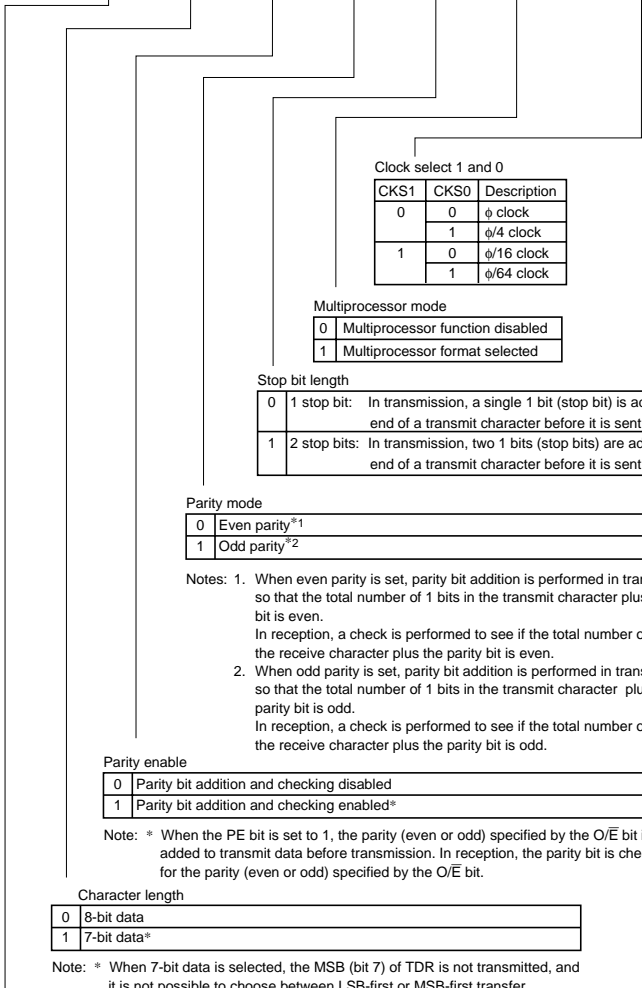 Clock select 1 and 0
CKS1 CKS0 Description
0 0 ϕ clock
1 ϕ/4 clock
1 0 ϕ/16 clock
1 ϕ/64 clock
Multiprocessor mode
0 Multiprocessor function disabled
1 Multiprocessor format selected
Stop bit length
0 1 stop bit: In transmission, a single 1 bit (stop bit) is
end of a transmit character before it is sent
1 2 stop bits: In transmission, two 1 bits (stop bits) are
end of a transmit character before it is sent
Parity mode
0 Even parity*1
1 Odd parity*2
Notes: 1. When even parity is set, parity bit addition is performed in
so that the total number of 1 bits in the transmit character
bit is even.
In reception, a check is performed to see if the total number
the receive character plus the parity bit is even.
2. When odd parity is set, parity bit addition is performed in
so that the total number of 1 bits in the transmit character
parity bit is odd.
In reception, a check is performed to see if the total number
the receive character plus the parity bit is odd.
Parity enable
0 Parity bit addition and checking disabled
1 Parity bit addition and checking enabled*
Note: * When the PE bit is set to 1, the parity (even or odd) specified by the O/E̅ bit
added to transmit data before transmission. In reception, the parity bit is
for the parity (even or odd) specified by the O/E̅ bit.
Character length
0 8-bit data
1 7-bit data*
Note: * When 7-bit data is selected, the MSB (bit 7) of TDR is not transmitted, and
it is not possible to choose between LSB-first or MSB-first transfer